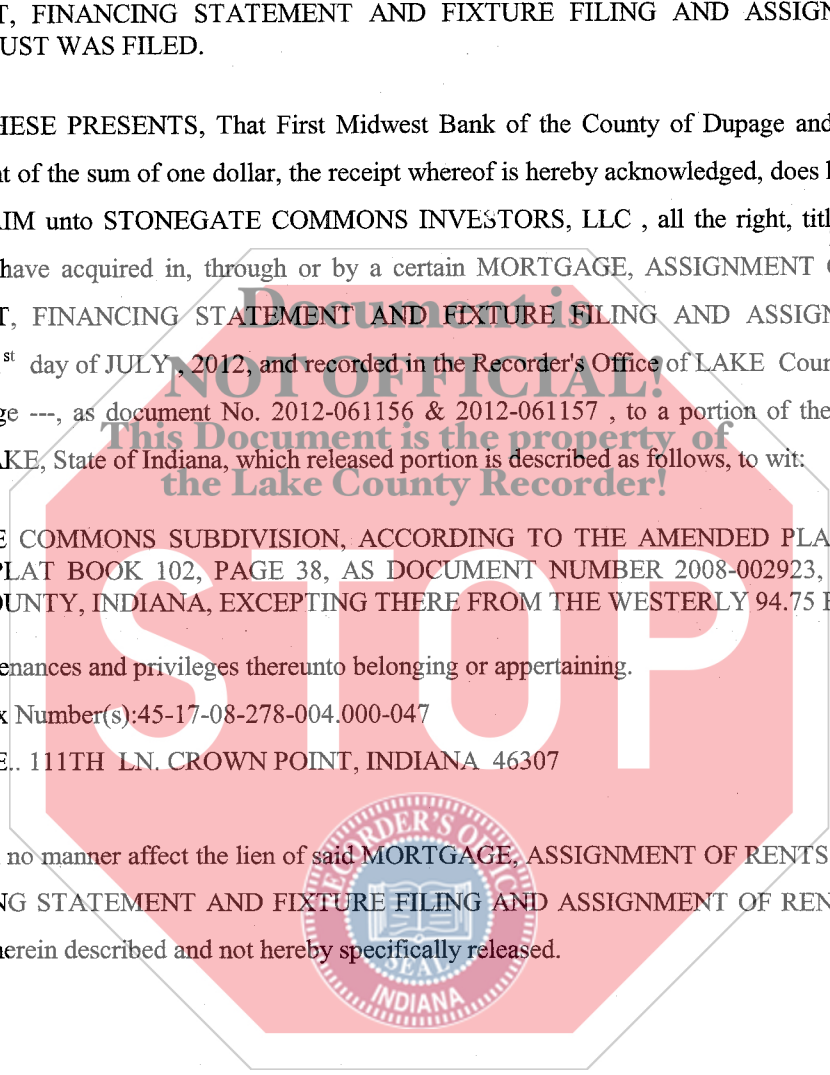 T, FINANCING STATEMENT AND FIXTURE FILING AND ASSIGN
UST WAS FILED.
HESE PRESENTS, That First Midwest Bank of the County of Dupage and
nt of the sum of one dollar, the receipt whereof is hereby acknowledged, does h
AIM unto STONEGATE COMMONS INVESTORS, LLC , all the right, titl
have acquired in, through or by a certain MORTGAGE, ASSIGNMENT O
Document is
T, FINANCING STATEMENT AND FIXTURE FILING AND ASSIGN
st day of JULY , 2012, and recorded in the Recorder's Office of LAKE Coun
NOT OFFICIAL!
ge ---, as document No. 2012-061156 & 2012-061157 , to a portion of the
This Document is the property of
AKE, State of Indiana, which released portion is described as follows, to wit:
the Lake County Recorder!
E COMMONS SUBDIVISION, ACCORDING TO THE AMENDED PLA
PLAT BOOK 102, PAGE 38, AS DOCUMENT NUMBER 2008-002923,
OUNTY, INDIANA, EXCEPTING THERE FROM THE WESTERLY 94.75 F
STOP
enances and privileges thereunto belonging or appertaining.
x Number(s):45-17-08-278-004.000-047
E.. 111TH LN. CROWN POINT, INDIANA 46307
no manner affect the lien of said MORTGAGE, ASSIGNMENT OF RENTS
NG STATEMENT AND FIXTURE FILING AND ASSIGNMENT OF REN
herein described and not hereby specifically released.
RECORDER'S OFFICE
SEAL
INDIANA